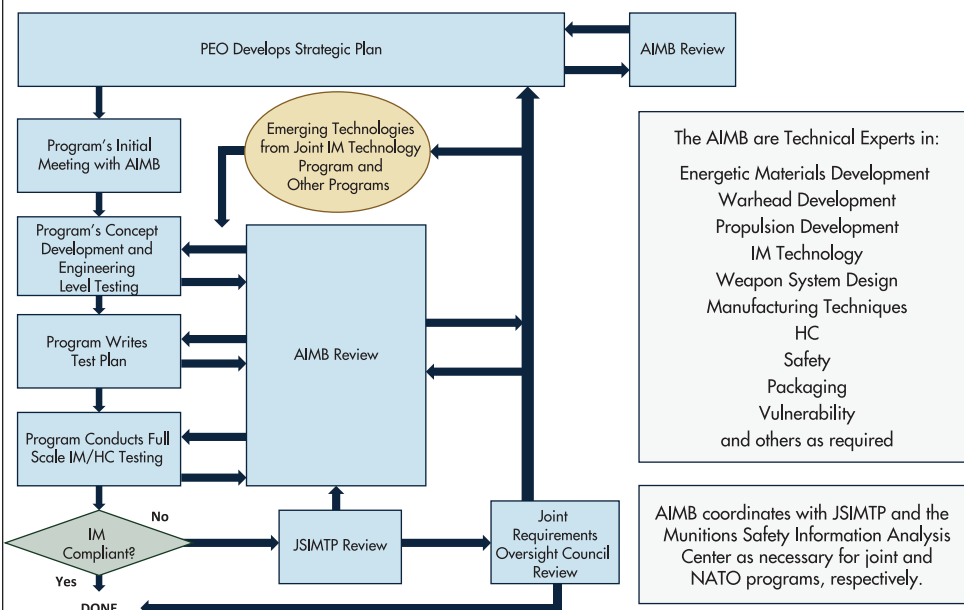 PEO Develops Strategic Plan
AIMB Review
Program's Initial
Meeting with AIMB
Emerging Technologies
from Joint IM Technology
Program and
Other Programs
Program's Concept
Development and
Engineering
Level Testing
Program Writes
Test Plan
AIMB Review
Program Conducts Full
Scale IM/HC Testing
IM
Compliant?
No
Yes
DONE
JSIMTP Review
Joint
Requirements
Oversight Council
Review
The AIMB are Technical Experts in:
Energetic Materials Development
Warhead Development
Propulsion Development
IM Technology
Weapon System Design
Manufacturing Techniques
HC
Safety
Packaging
Vulnerability
and others as required
AIMB coordinates with JSIMTP and the
Munitions Safety Information Analysis
Center as necessary for joint and
NATO programs, respectively.